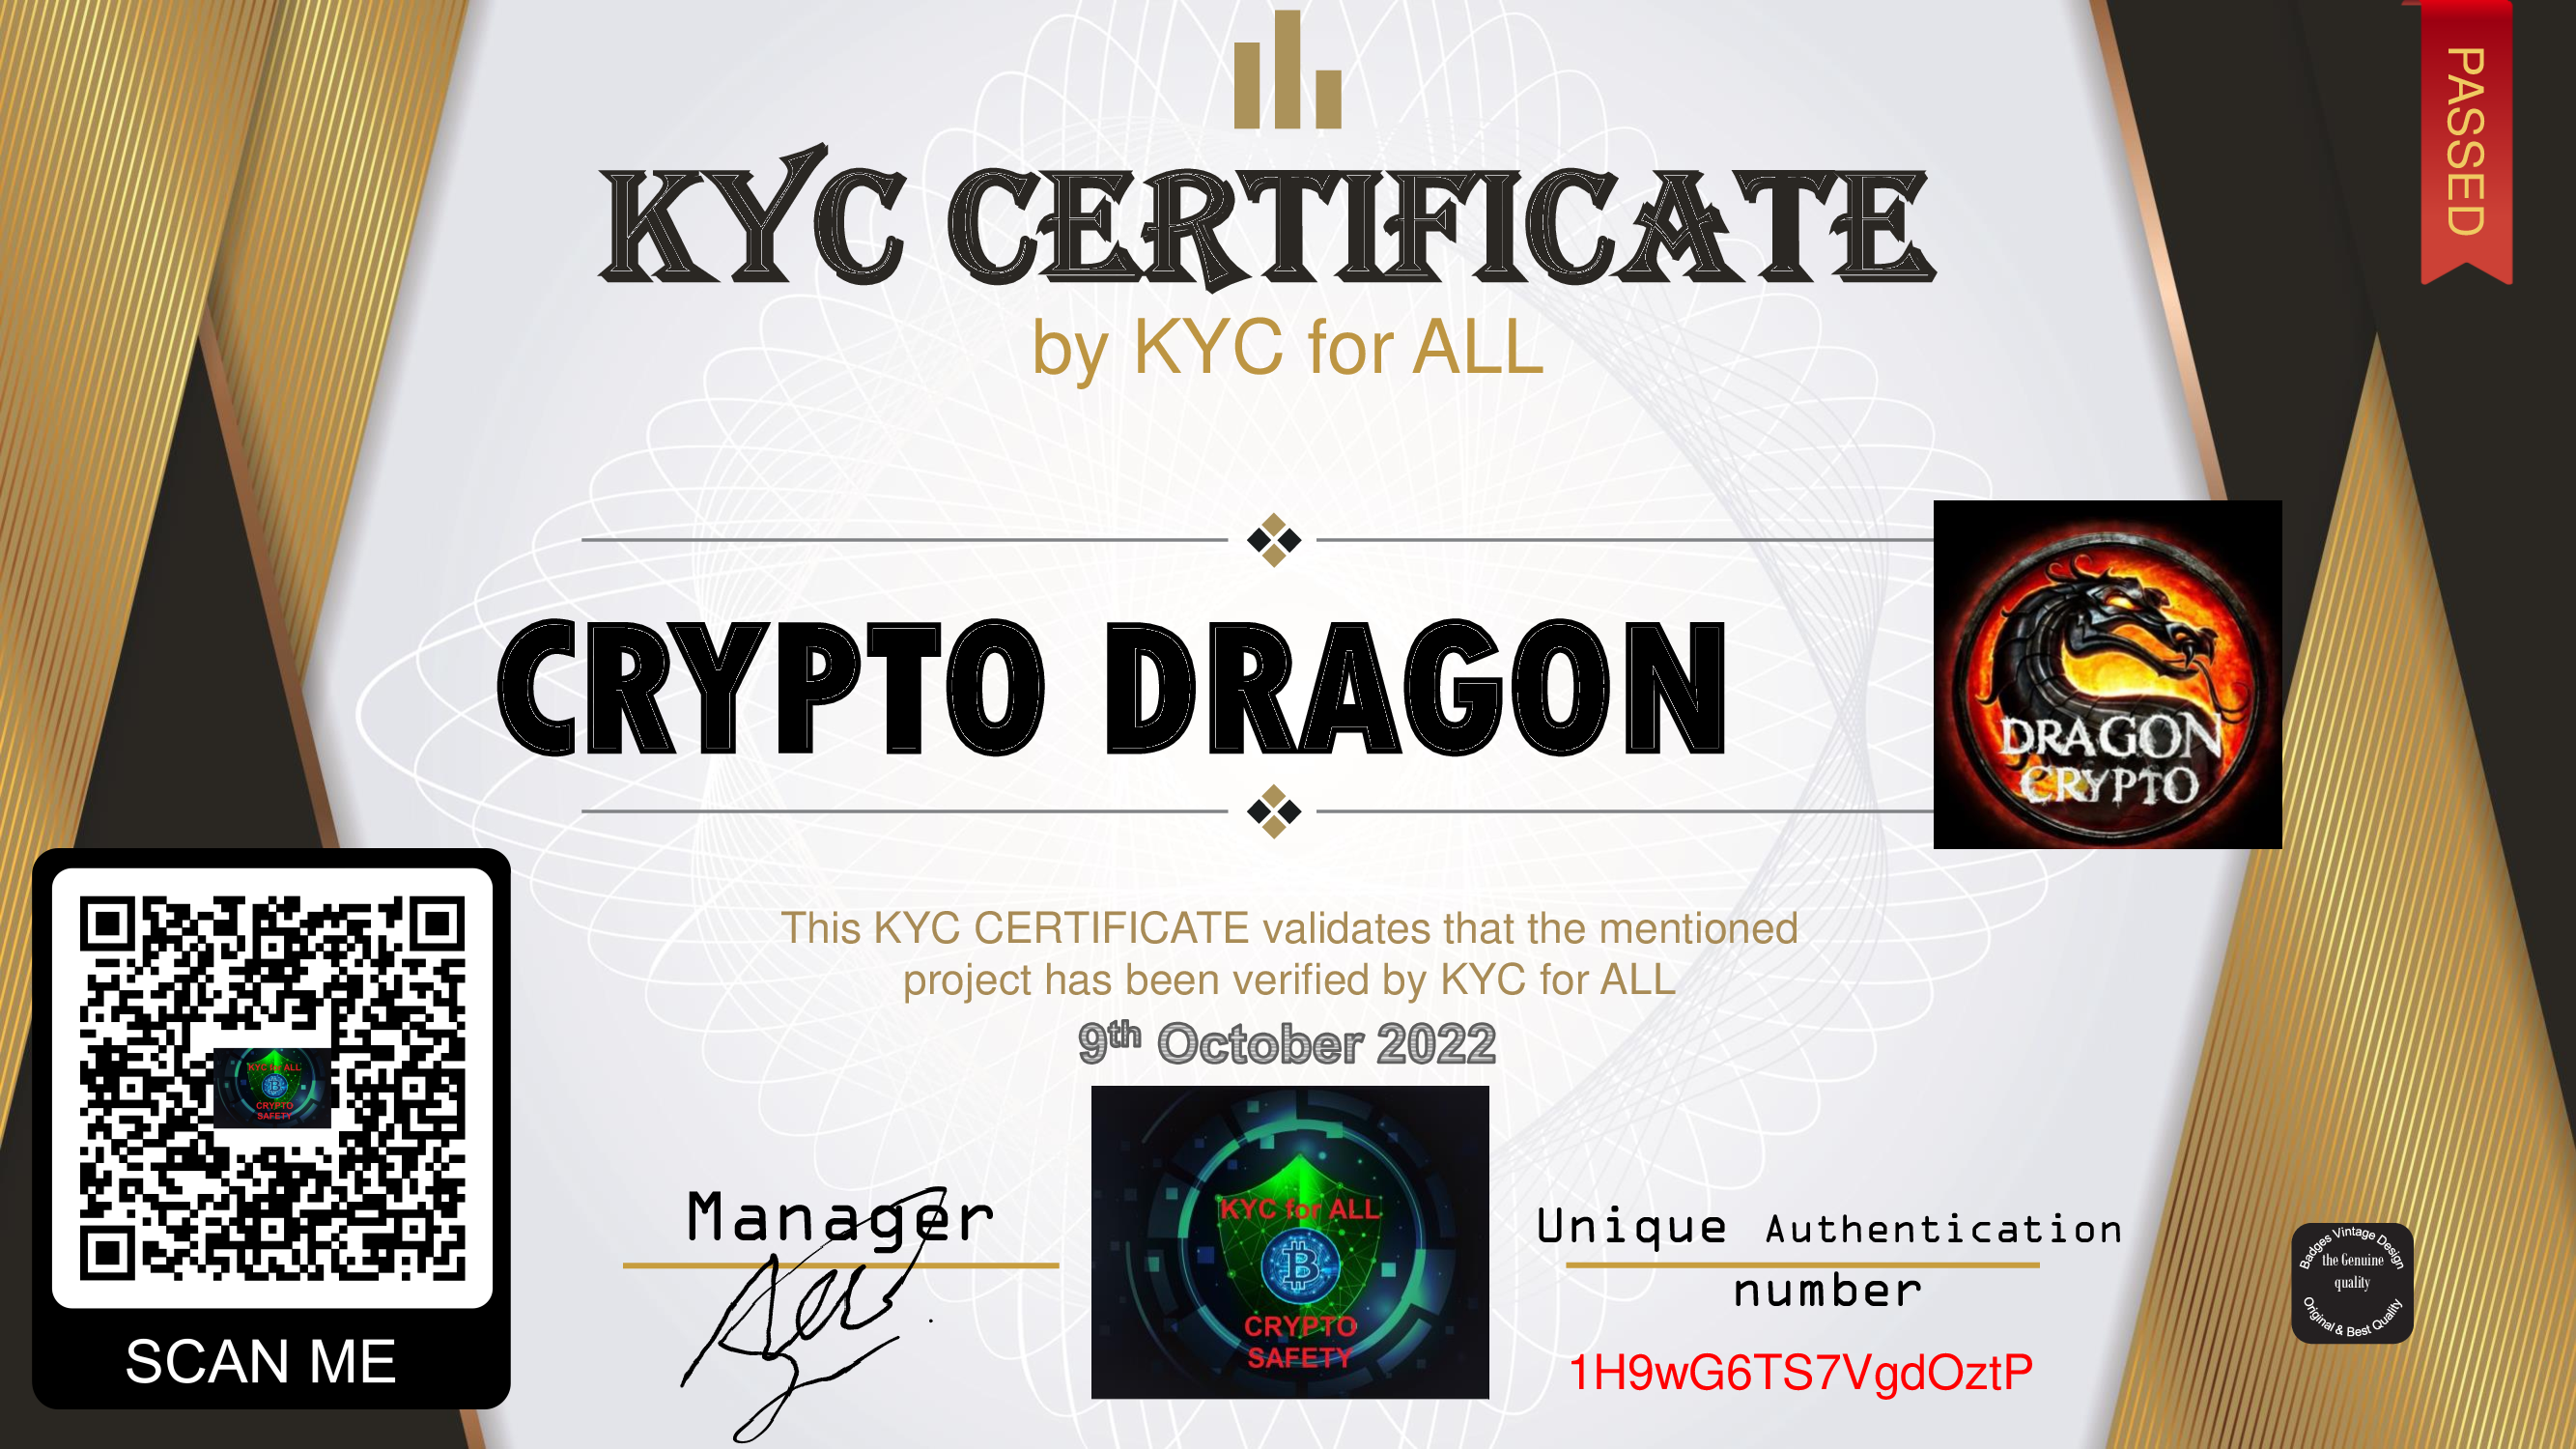 PASSED
KYC CERTIFICATE
by KYC for ALL
CRYPTO DRAGON
DRAGON
CRYPTO
This KYC CERTIFICATE validates that the mentioned
project has been verified by KYC for ALL
9th October 2022
KYC for ALL
CRYPTO
SAFETY
SCAN ME
Manager
KYC for ALL
CRYPTO
SAFETY
Unique Authentication
number
1H9wG6TS7VgdOztP
Badges Vintage Design
the Genuine
quality
Original & Best Quality